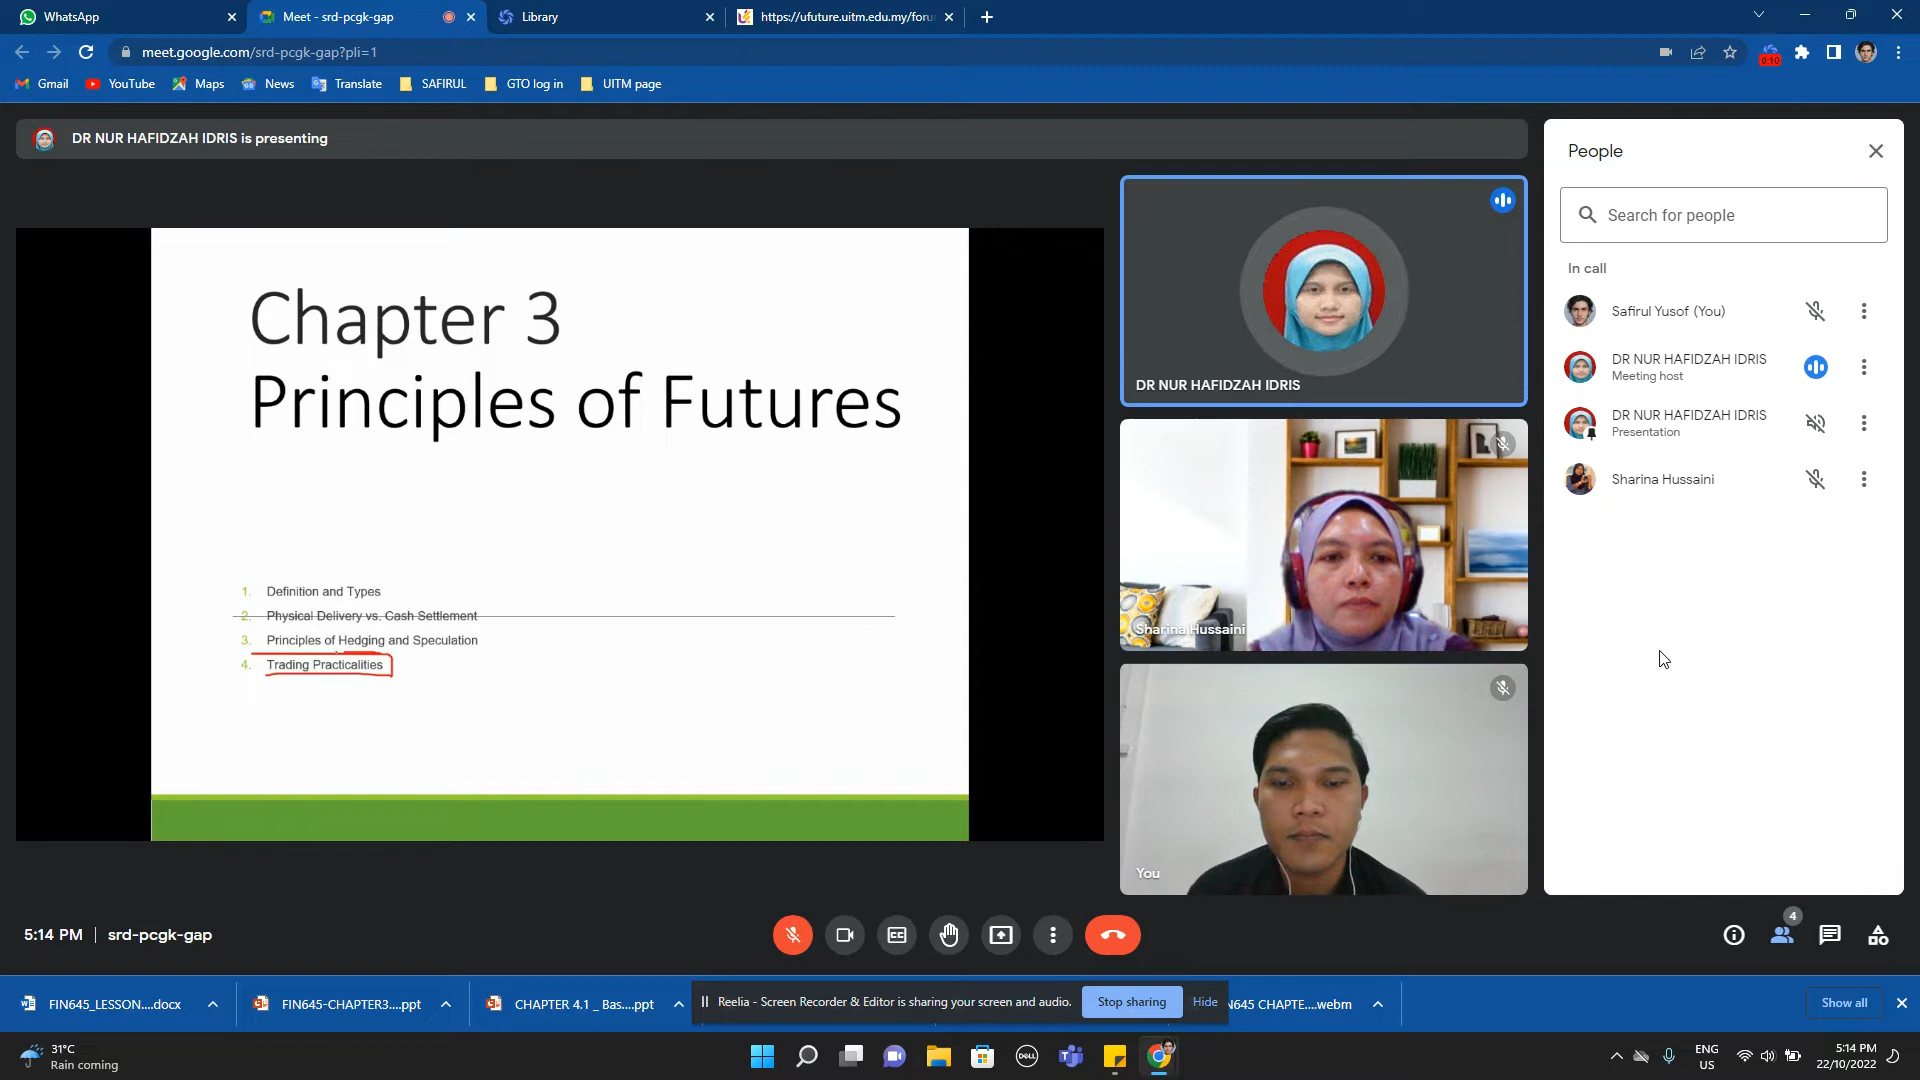 WhatsApp
Meet - srd-pcgk-gap
Library
https://ufuture.uitm.edu.my/foru
meet.google.com/srd-pcgk-gap?pli=1
0:10
Gmail
YouTube
Maps
News
Translate
SAFIRUL
GTO log in
UITM page
DR NUR HAFIDZAH IDRIS is presenting
Chapter 3
Principles of Futures
1. Definition and Types
2. Physical Delivery vs. Cash Settlement
3. Principles of Hedging and Speculation
4. Trading Practicalities
DR NUR HAFIDZAH IDRIS
Sharina Hussaini
You
People
Search for people
In call
Safirul Yusof (You)
DR NUR HAFIDZAH IDRIS
Meeting host
DR NUR HAFIDZAH IDRIS
Presentation
Sharina Hussaini
5:14 PM | srd-pcgk-gap
4
FIN645_LESSON....docx
FIN645-CHAPTER3....ppt
CHAPTER 4.1 _ Bas....ppt
Reelia - Screen Recorder & Editor is sharing your screen and audio.
Stop sharing
Hide
N645 CHAPTE....webm
Show all
31°C
Rain coming
DELL
ENG
US
5:14 PM
22/10/2022